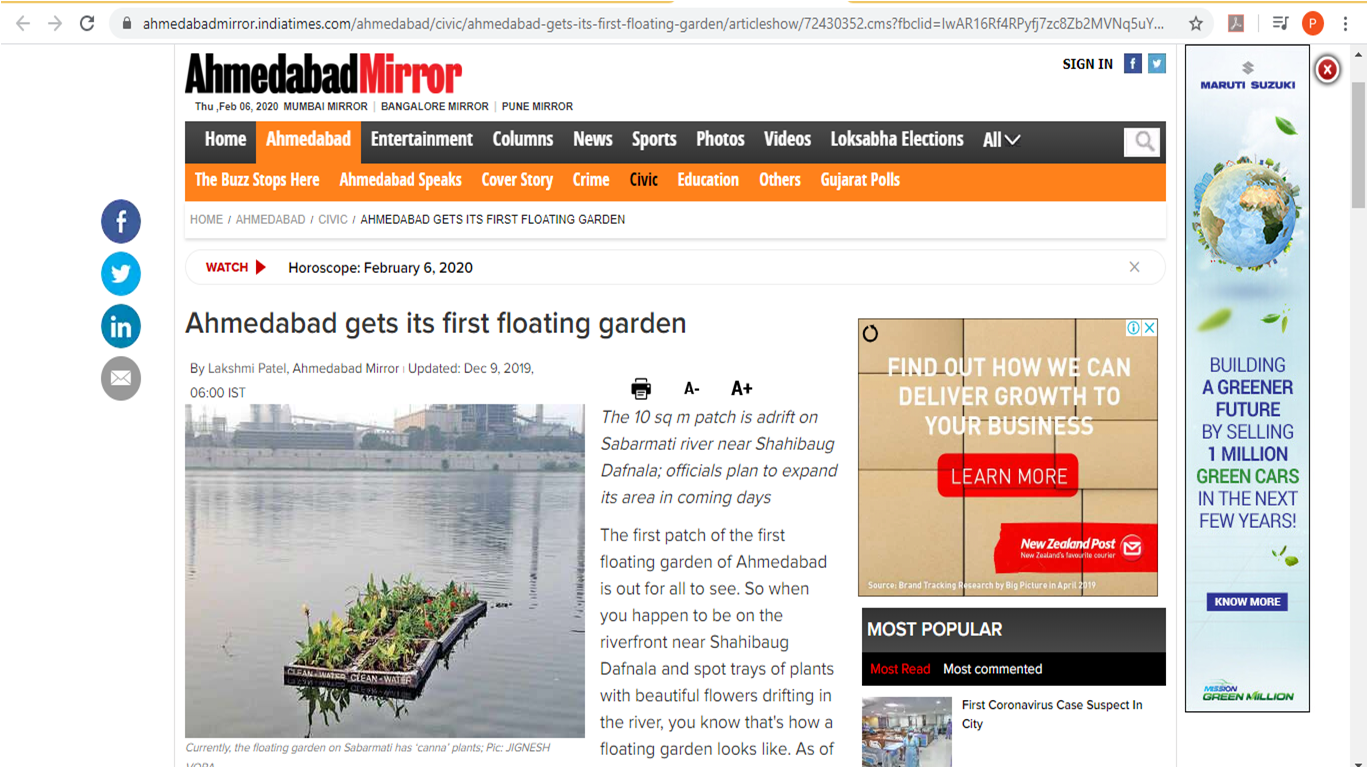 ahmedabadmirror.indiatimes.com/ahmedabad/civic/ahmedabad-gets-its-first-floating-garden/articleshow/72430352.cms?fbclid=IwAR16Rf4RPyfj7zc8Zb2MVNq5uY...
P
AhmedabadMirror
SIGN IN
Thu ,Feb 06, 2020 MUMBAI MIRROR | BANGALORE MIRROR | PUNE MIRROR
Home Ahmedabad Entertainment Columns News Sports Photos Videos Loksabha Elections All
The Buzz Stops Here Ahmedabad Speaks Cover Story Crime Civic Education Others Gujarat Polls
HOME / AHMEDABAD / CIVIC / AHMEDABAD GETS ITS FIRST FLOATING GARDEN
WATCH Horoscope: February 6, 2020
Ahmedabad gets its first floating garden
By Lakshmi Patel, Ahmedabad Mirror | Updated: Dec 9, 2019,
06:00 IST
A- A+
CLEAN-WATER CLEAN-WATER
Currently, the floating garden on Sabarmati has 'canna' plants; Pic: JIGNESH
VORA
The 10 sq m patch is adrift on
Sabarmati river near Shahibaug
Dafnala; officials plan to expand
its area in coming days
The first patch of the first
floating garden of Ahmedabad
is out for all to see. So when
you happen to be on the
riverfront near Shahibaug
Dafnala and spot trays of plants
with beautiful flowers drifting in
the river, you know that's how a
floating garden looks like. As of
FIND OUT HOW WE CAN
DELIVER GROWTH TO
YOUR BUSINESS
LEARN MORE
New Zealand Post
New Zealand's favourite courier
Source: Brand Tracking Research by Big Picture in April 2019
MOST POPULAR
Most Read Most commented
First Coronavirus Case Suspect In
City
MARUTI SUZUKI
BUILDING
A GREENER
FUTURE
BY SELLING
1 MILLION
GREEN CARS
IN THE NEXT
FEW YEARS!
KNOW MORE
MISSION
GREEN MILLION